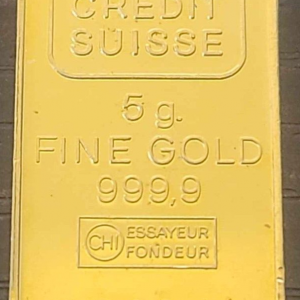 CREDIT
SUISSE
5 g.
FINE GOLD
999,9
CHI ESSAYEUR
FONDEUR